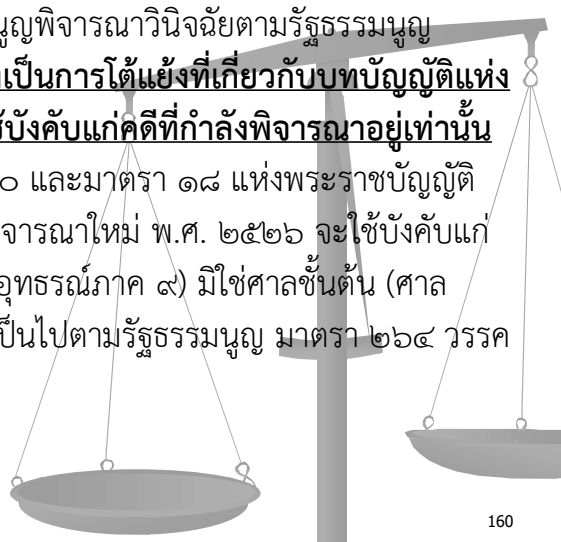 นูญพิจารณาวินิจฉัยตามรัฐธรรมนูญ
เป็นการโต้แย้งที่เกี่ยวกับบทบัญญัติแห่ง
บังคับแก่คดีที่กำลังพิจารณาอยู่เท่านั้น
๐ และมาตรา ๑๘ แห่งพระราชบัญญัติ
จารณาใหม่ พ.ศ. ๒๕๒๖ จะใช้บังคับแก่
อุทธรณ์ภาค ๙) มิใช่ศาลชั้นต้น (ศาล
เป็นไปตามรัฐธรรมนูญ มาตรา ๒๖๔ วรรค
160